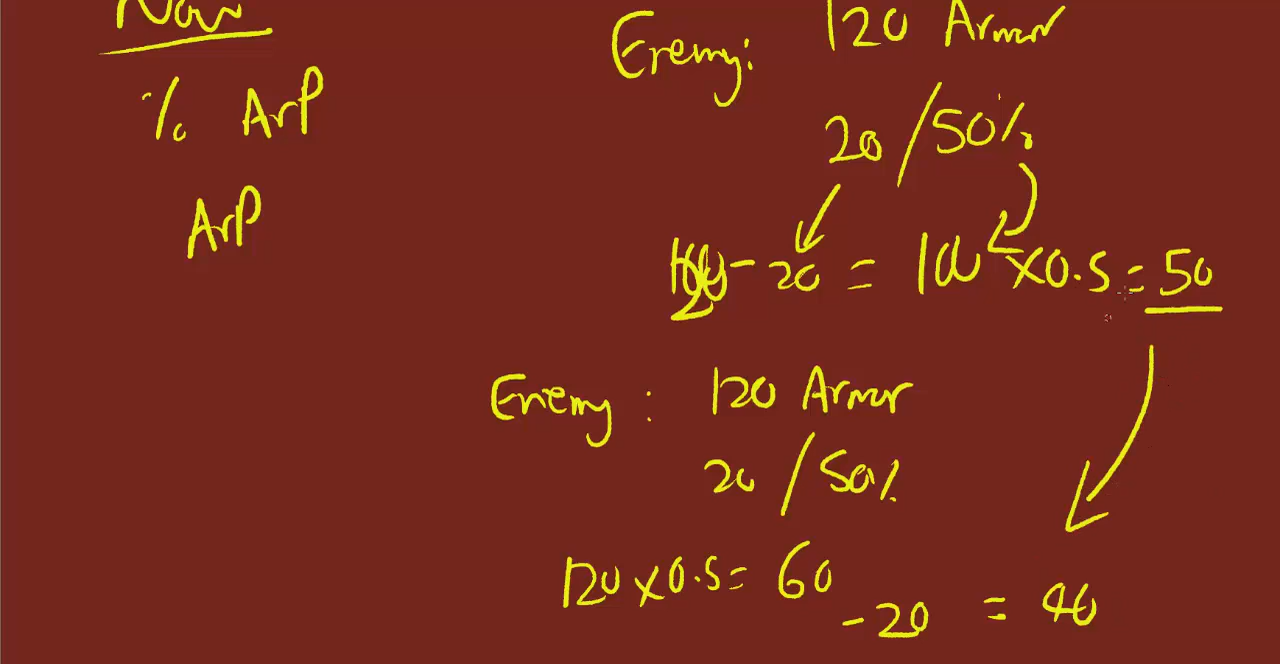 Now
% ArP
ArP
Enemy: 120 Armor
20 / 50%
- 20 = 100 x0.5 = 50
Enemy : 120 Armor
20 / 50%
120 x 0.5 = 60 - 20 = 40